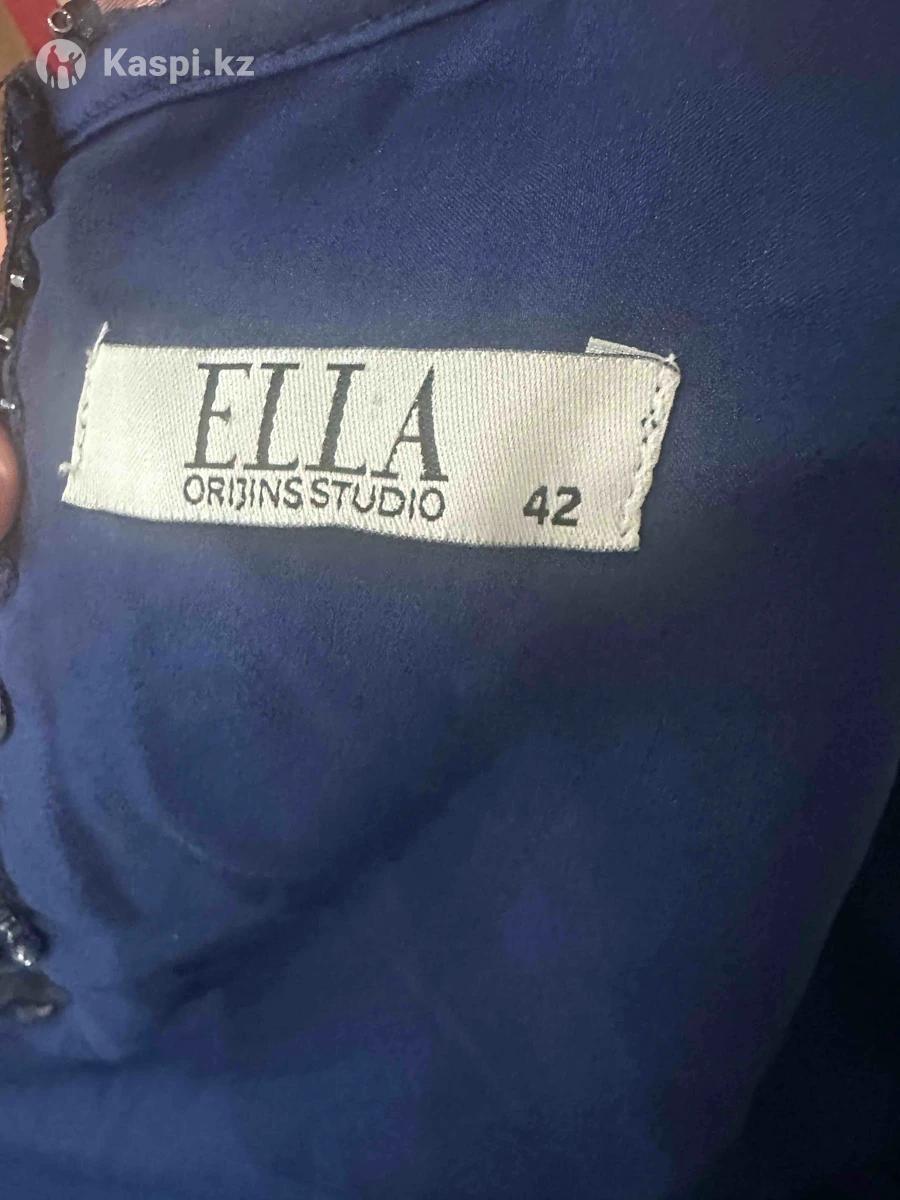 Kaspi.kz
ELLA
ORIJINS STUDIO 42